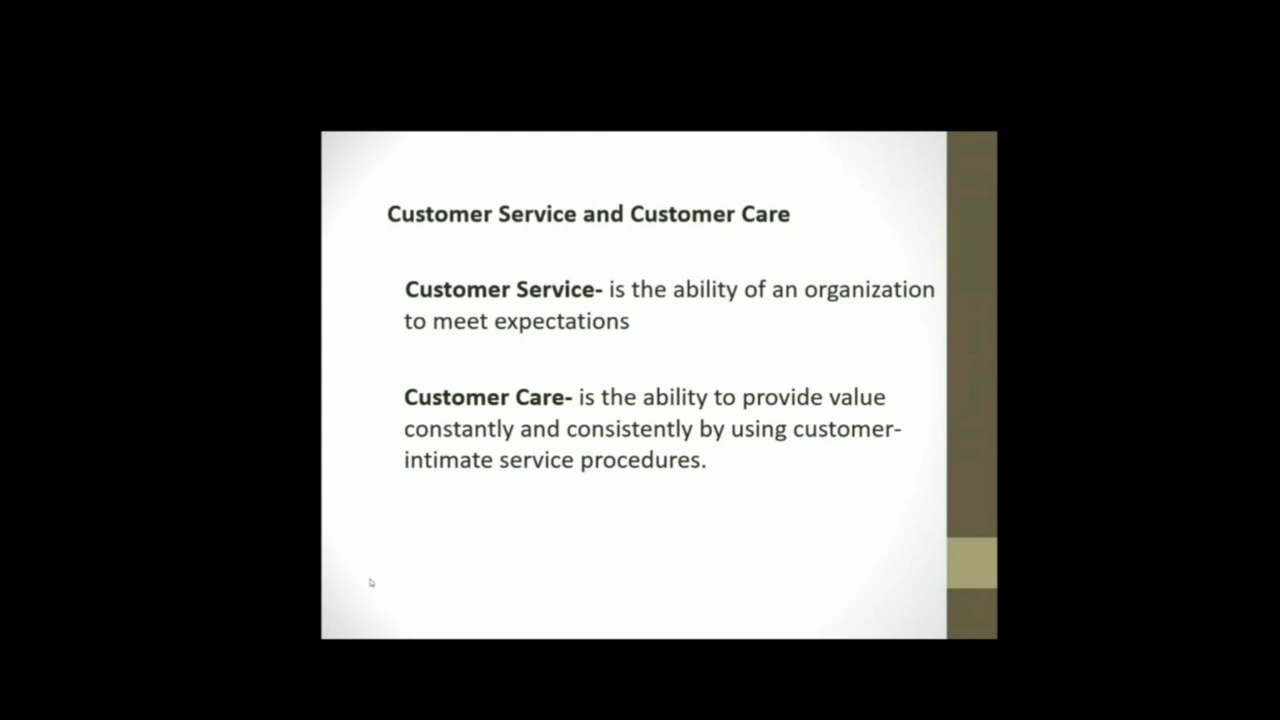 Customer Service and Customer Care
Customer Service- is the ability of an organization
to meet expectations
Customer Care- is the ability to provide value
constantly and consistently by using customer-
intimate service procedures.